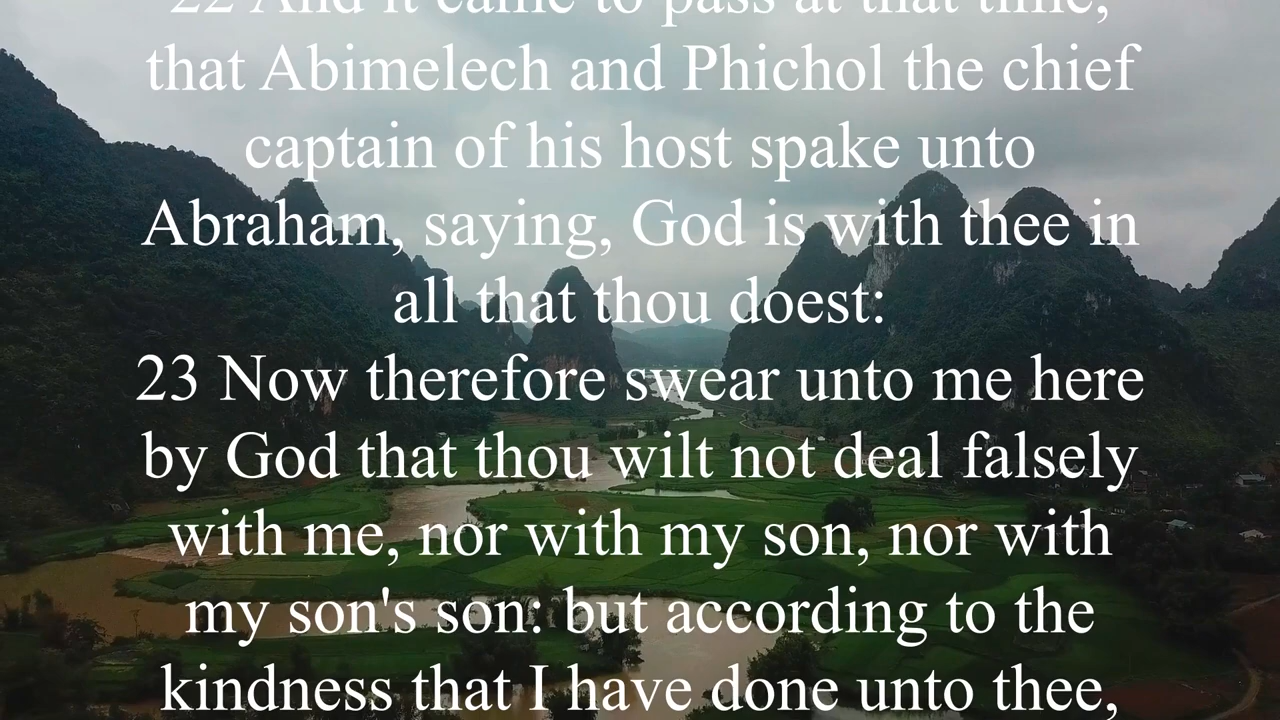 22 And it came to pass at that time,
that Abimelech and Phichol the chief
captain of his host spake unto
Abraham, saying, God is with thee in
all that thou doest:
23 Now therefore swear unto me here
by God that thou wilt not deal falsely
with me, nor with my son, nor with
my son's son: but according to the
kindness that I have done unto thee,